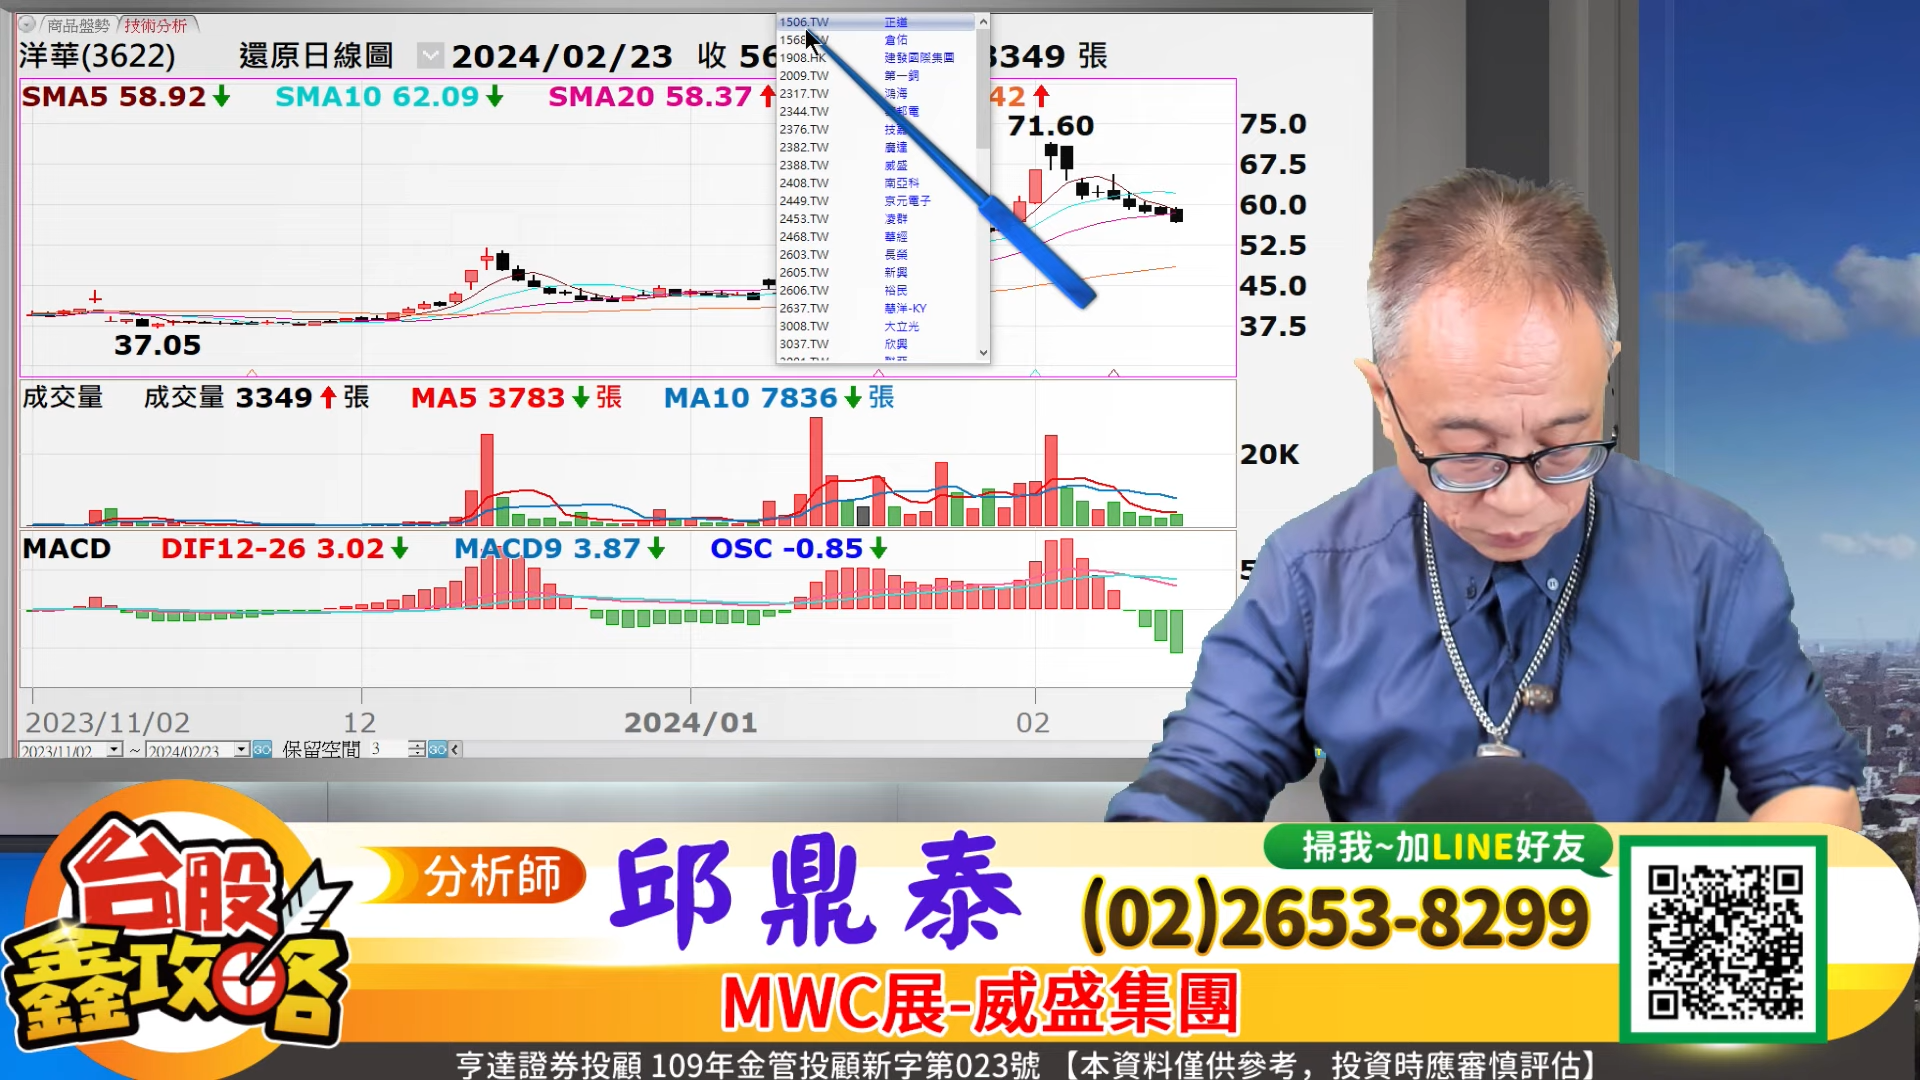 商品盤勢 技術分析
洋華(3622) 還原日線圖 2024/02/23 收 56 3349 張
SMA5 58.92 SMA10 62.09 SMA20 58.37 42
1506.TW 正道
1568.TW 倉佑
1908.HK 建發國際集團
2009.TW 第一銅
2317.TW 鴻海
2344.TW 邦電
2376.TW 技嘉
2382.TW 廣達
2388.TW 威盛
2408.TW 南亞科
2449.TW 京元電子
2453.TW 凌群
2468.TW 華經
2603.TW 長榮
2605.TW 新興
2606.TW 裕民
2637.TW 慧洋-KY
3008.TW 大立光
3037.TW 欣興
71.60
37.05
75.0
67.5
60.0
52.5
45.0
37.5
成交量 成交量 3349 張 MA5 3783 張 MA10 7836 張
20K
MACD DIF12-26 3.02 MACD9 3.87 OSC -0.85
5
2023/11/02 12 2024/01 02
2023/11/02 ~ 2024/02/23 GO 保留空間 3 GO
台股鑫攻略
分析師 邱鼎泰
掃我~加LINE好友
(02)2653-8299
MWC展-威盛集團
亨達證券投顧 109年金管投顧新字第023號 【本資料僅供參考，投資時應審慎評估】